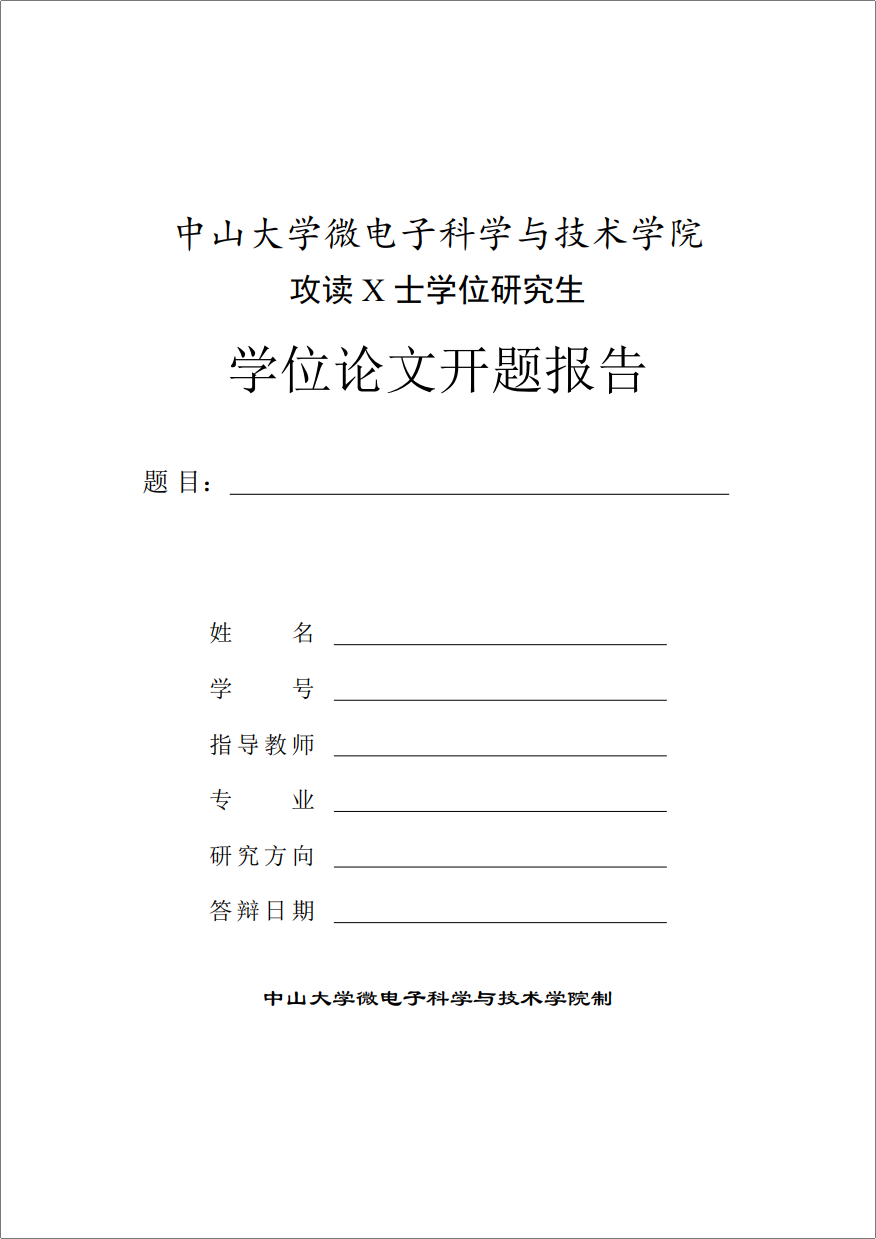 中山大学微电子科学与技术学院
攻读 X 士学位研究生
学位论文开题报告
题 目：
姓 名
学 号
指导教师
专 业
研究方向
答辩日期
中山大学微电子科学与技术学院制